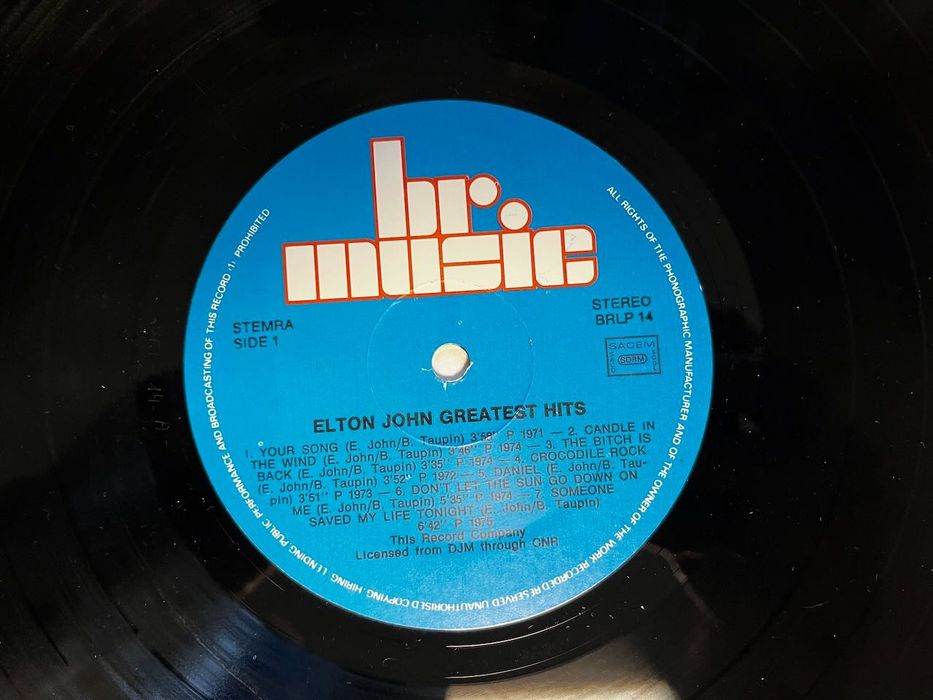 br.
music
STEMRA
SIDE 1
STEREO
BRLP 14
SACEM
SDRM
ELTON JOHN GREATEST HITS
1. YOUR SONG (E. John/B. Taupin) 3'58" P 1971 — 2. CANDLE IN
THE WIND (E. John/B. Taupin) 3'46" P 1974 — 3. THE BITCH IS
BACK (E. John/B. Taupin) 3'35" P 1974 — 4. CROCODILE ROCK
(E. John/B. Taupin) 3'52" P 1972 — 5. DANIEL (E. John/B. Tau-
pin) 3'51" P 1973 — 6. DON'T LET THE SUN GO DOWN ON
ME (E. John/B. Taupin) 5'35" P 1974 — 7. SOMEONE
SAVED MY LIFE TONIGHT (E. John/B. Taupin)
6'42" P 1975
This Record Company
Licensed from DJM through CNR
ALL RIGHTS OF THE PHONOGRAPHIC MANUFACTURER AND OF THE OWNER OF THE WORK RECORDED RESERVED UNAUTHORISED COPYING. HIRING. LENDING PUBLIC PERFORMANCE AND BROADCASTING OF THIS RECORD '1' PROHIBITED